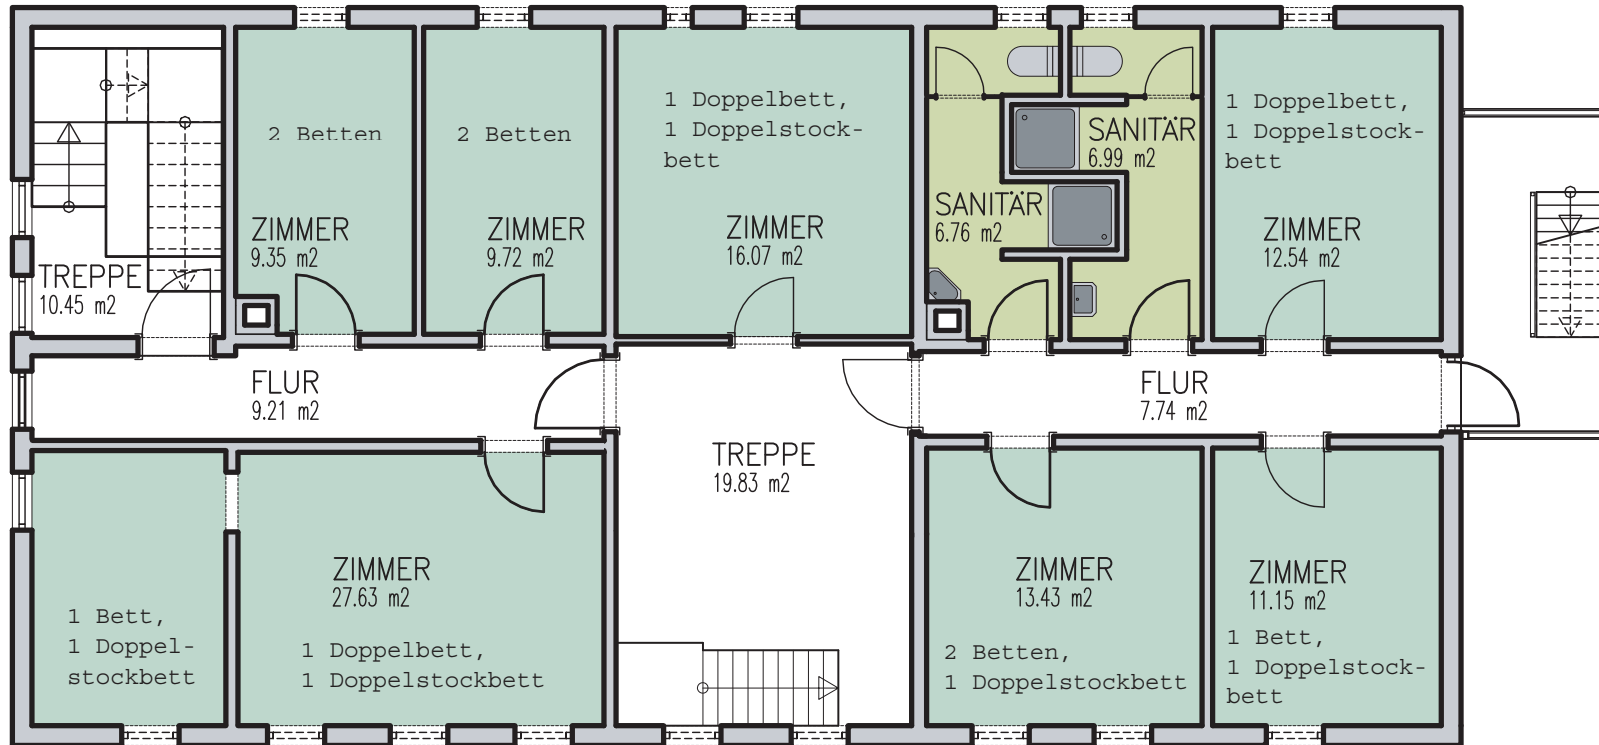 2 Betten
ZIMMER
9.35 m2
2 Betten
ZIMMER
9.72 m2
1 Doppelbett,
1 Doppelstock-
bett
ZIMMER
16.07 m2
SANITÄR
6.99 m2
SANITÄR
6.76 m2
1 Doppelbett,
1 Doppelstock-
bett
ZIMMER
12.54 m2
TREPPE
10.45 m2
FLUR
9.21 m2
FLUR
7.74 m2
TREPPE
19.83 m2
1 Bett,
1 Doppel-
stockbett
ZIMMER
27.63 m2
1 Doppelbett,
1 Doppelstockbett
ZIMMER
13.43 m2
2 Betten,
1 Doppelstockbett
ZIMMER
11.15 m2
1 Bett,
1 Doppelstock-
bett